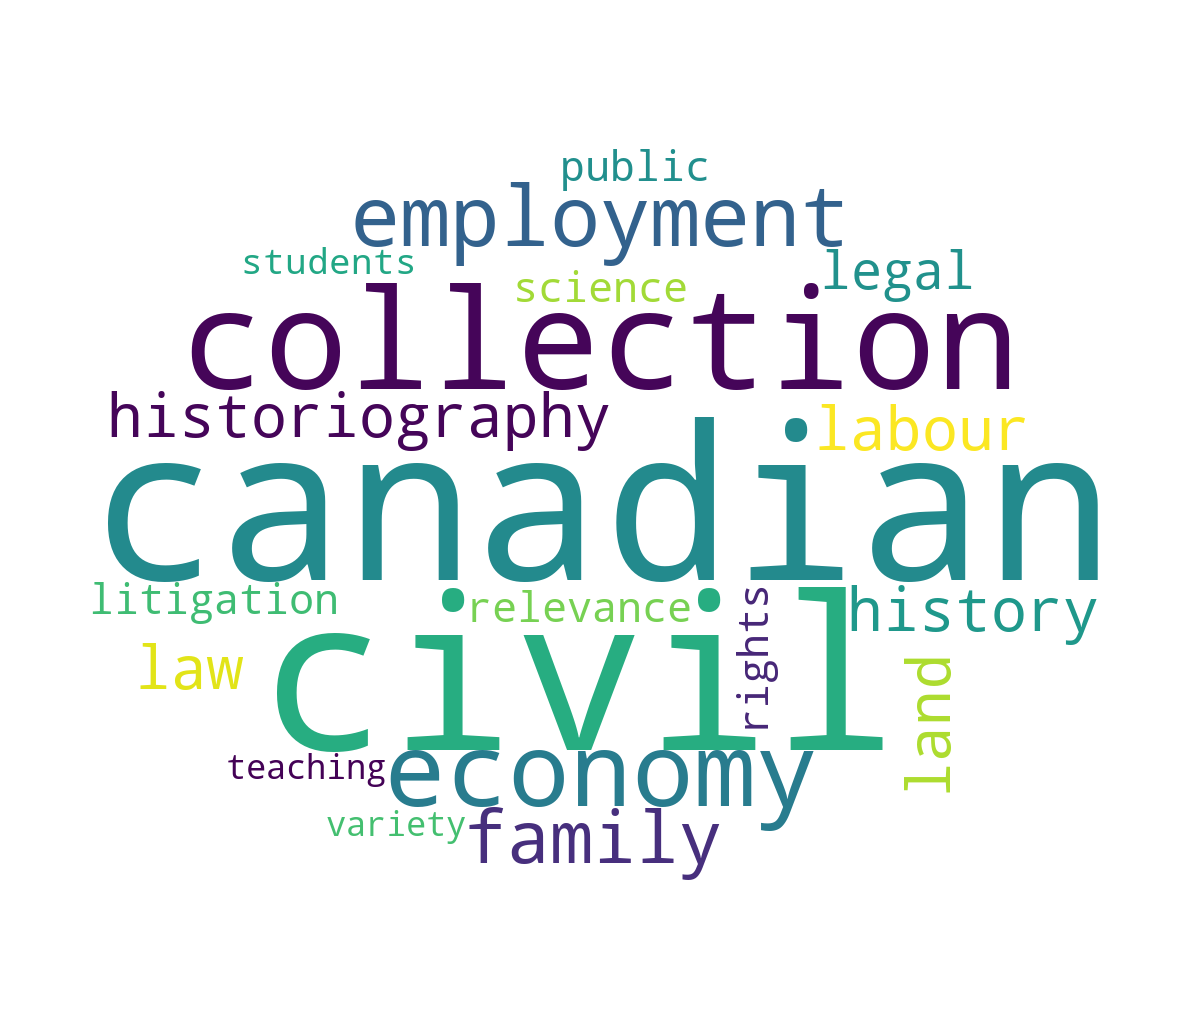 public
employment
students
science
legal
collection
historiography
labour
canadian
litigation
relevance
rights
history
civil
law
land
teaching
economy
variety
family